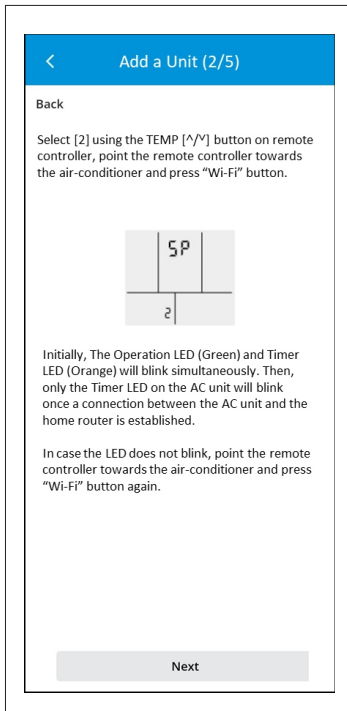 Add a Unit (2/5)
Back
Select [2] using the TEMP [^/˅] button on remote
controller, point the remote controller towards
the air-conditioner and press “Wi-Fi” button.
SP
2
Initially, The Operation LED (Green) and Timer
LED (Orange) will blink simultaneously. Then,
only the Timer LED on the AC unit will blink
once a connection between the AC unit and the
home router is established.
In case the LED does not blink, point the remote
controller towards the air-conditioner and press
“Wi-Fi” button again.
Next